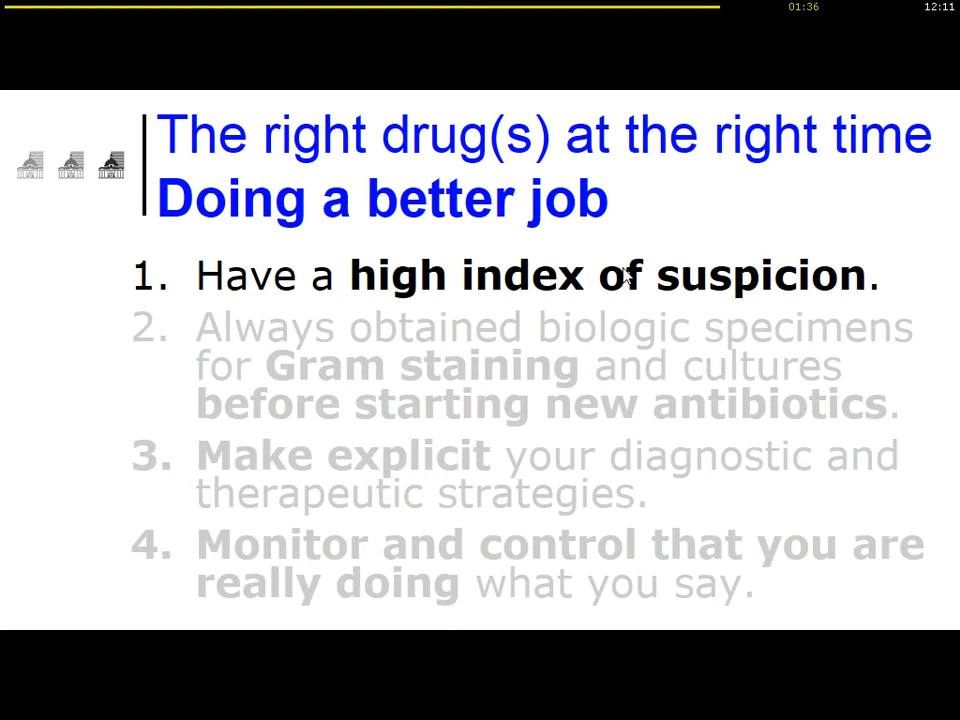 01:36
12:11
The right drug(s) at the right time
Doing a better job
1. Have a high index of suspicion.
2. Always obtained biologic specimens
for Gram staining and cultures
before starting new antibiotics.
3. Make explicit your diagnostic and
therapeutic strategies.
4. Monitor and control that you are
really doing what you say.